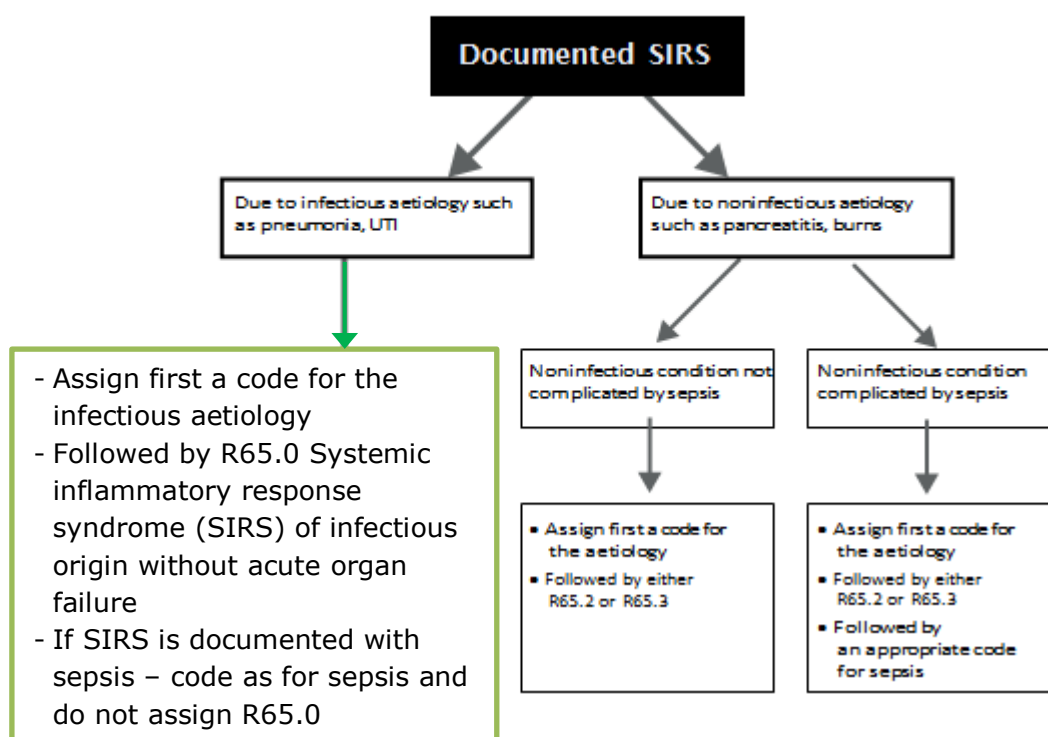 Documented SIRS
Due to infectious aetiology such
as pneumonia, UTI
Due to noninfectious aetiology
such as pancreatitis, burns
- Assign first a code for the
infectious aetiology
- Followed by R65.0 Systemic
inflammatory response
syndrome (SIRS) of infectious
origin without acute organ
failure
- If SIRS is documented with
sepsis – code as for sepsis and
do not assign R65.0
Noninfectious condition not
complicated by sepsis
Noninfectious condition
complicated by sepsis
• Assign first a code for
the aetiology
• Followed by either
R65.2 or R65.3
• Assign first a code for
the aetiology
• Followed by either
R65.2 or R65.3
• Followed by
an appropriate code
for sepsis